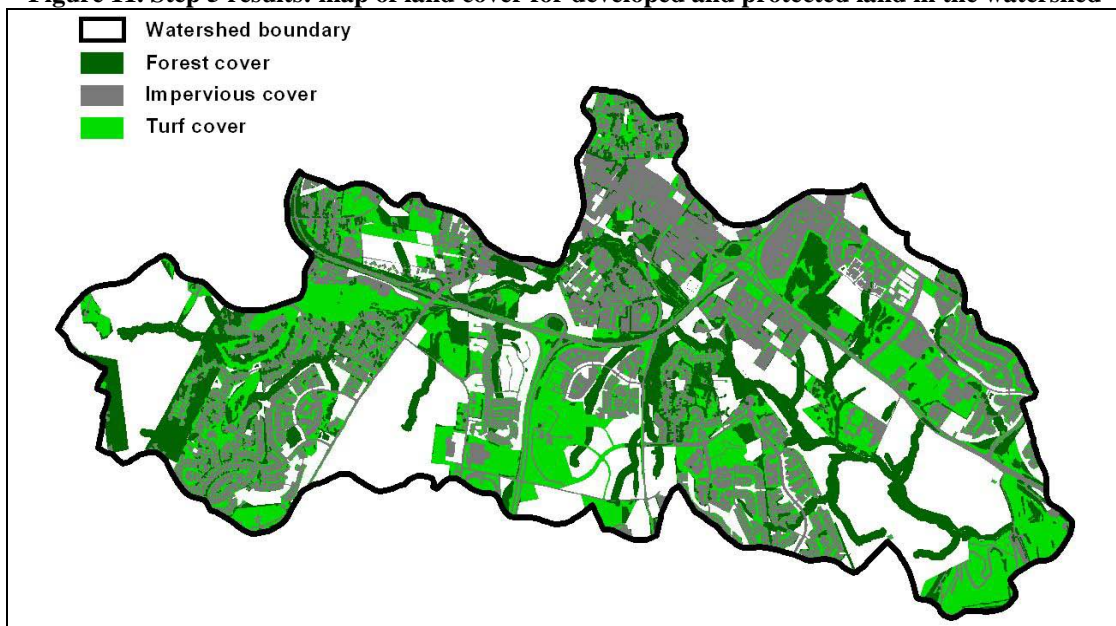 Figure 11. Step 3 results: map of land cover for developed and protected land in the watershed
Watershed boundary
Forest cover
Impervious cover
Turf cover